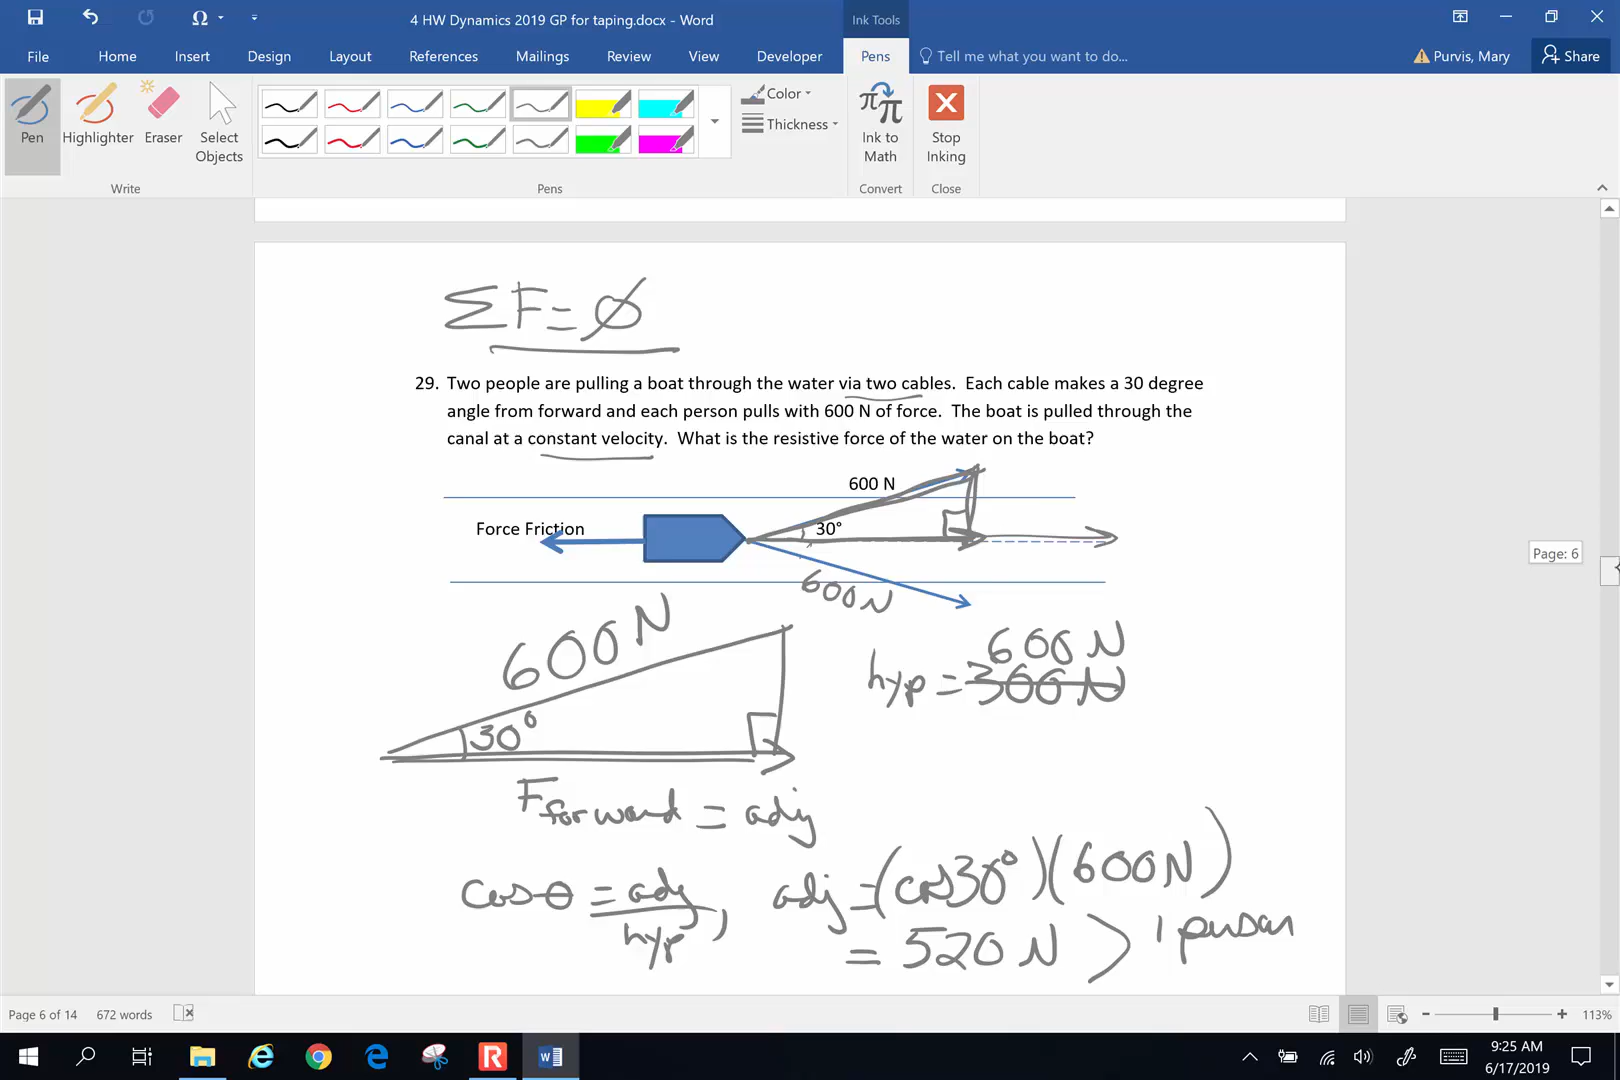 4 HW Dynamics 2019 GP for taping.docx - Word
Ink Tools
File Home Insert Design Layout References Mailings Review View Developer Pens Tell me what you want to do... Purvis, Mary Share
Pen Highlighter Eraser Select Objects
Color
Thickness
Ink to Math
Stop Inking
Write Pens Convert Close
ΣF=∅
29. Two people are pulling a boat through the water via two cables. Each cable makes a 30 degree
angle from forward and each person pulls with 600 N of force. The boat is pulled through the
canal at a constant velocity. What is the resistive force of the water on the boat?
600 N
Force Friction
30°
600N
Page: 6
600N
600 N
hyp = 300 N
30°
Fforward = adj
cosθ = adj/hyp, adj = (cos30°)(600N)
= 520 N > 1 person
Page 6 of 14 672 words 113%
9:25 AM
6/17/2019